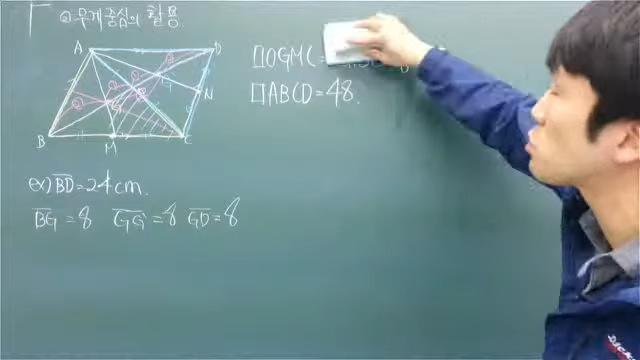 ② 무게중심의 활용
A D
G
O
G
N
B M C
□OGMC =
□ABCD = 48.
ex) BD = 24cm.
BG = 8 GG' = 8 G'D = 8